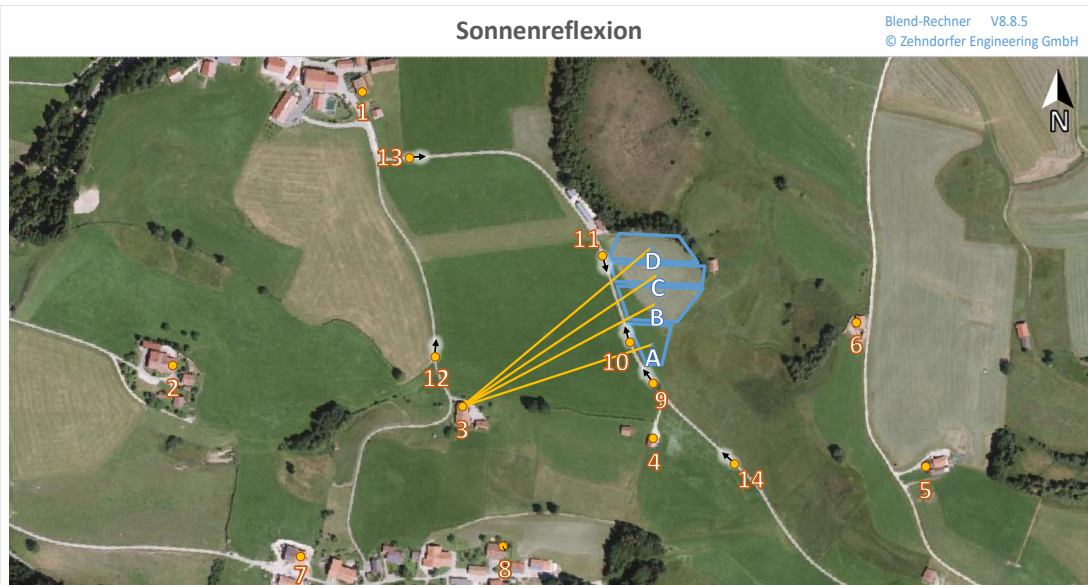 Sonnenreflexion
Blend-Rechner V8.8.5
© Zehndorfer Engineering GmbH
N
1
13
11
D
C
B
6
10
A
12
2
9
3
4
5
14
7
8